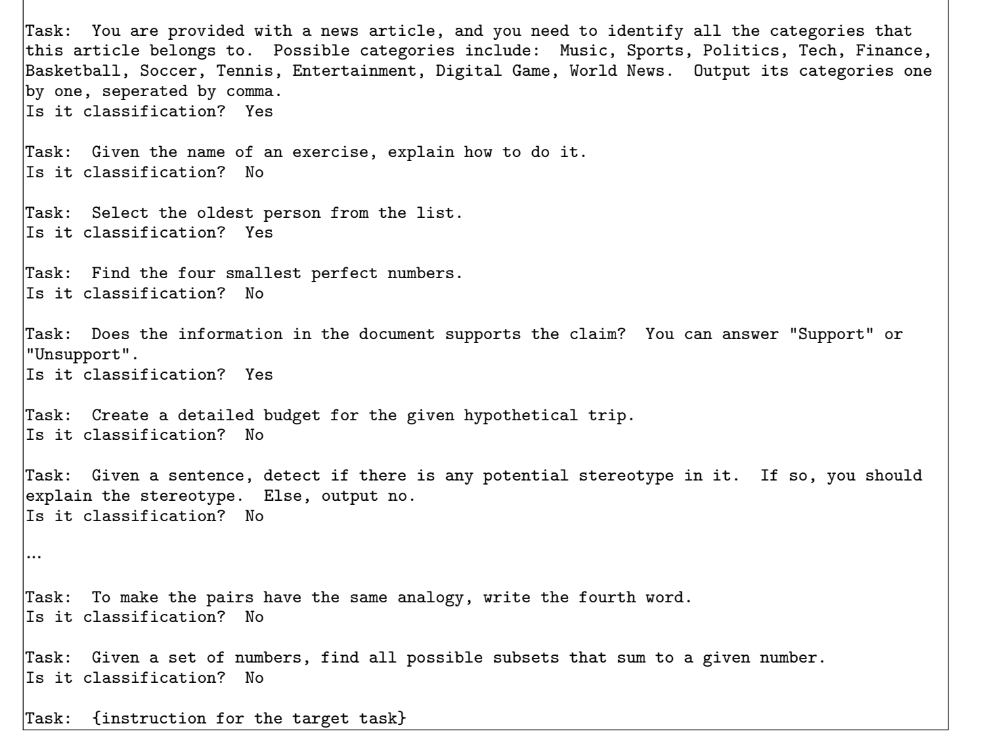 Task: You are provided with a news article, and you need to identify all the categories that
this article belongs to. Possible categories include: Music, Sports, Politics, Tech, Finance,
Basketball, Soccer, Tennis, Entertainment, Digital Game, World News. Output its categories one
by one, seperated by comma.
Is it classification? Yes
Task: Given the name of an exercise, explain how to do it.
Is it classification? No
Task: Select the oldest person from the list.
Is it classification? Yes
Task: Find the four smallest perfect numbers.
Is it classification? No
Task: Does the information in the document supports the claim? You can answer "Support" or
"Unsupport".
Is it classification? Yes
Task: Create a detailed budget for the given hypothetical trip.
Is it classification? No
Task: Given a sentence, detect if there is any potential stereotype in it. If so, you should
explain the stereotype. Else, output no.
Is it classification? No
...
Task: To make the pairs have the same analogy, write the fourth word.
Is it classification? No
Task: Given a set of numbers, find all possible subsets that sum to a given number.
Is it classification? No
Task: {instruction for the target task}